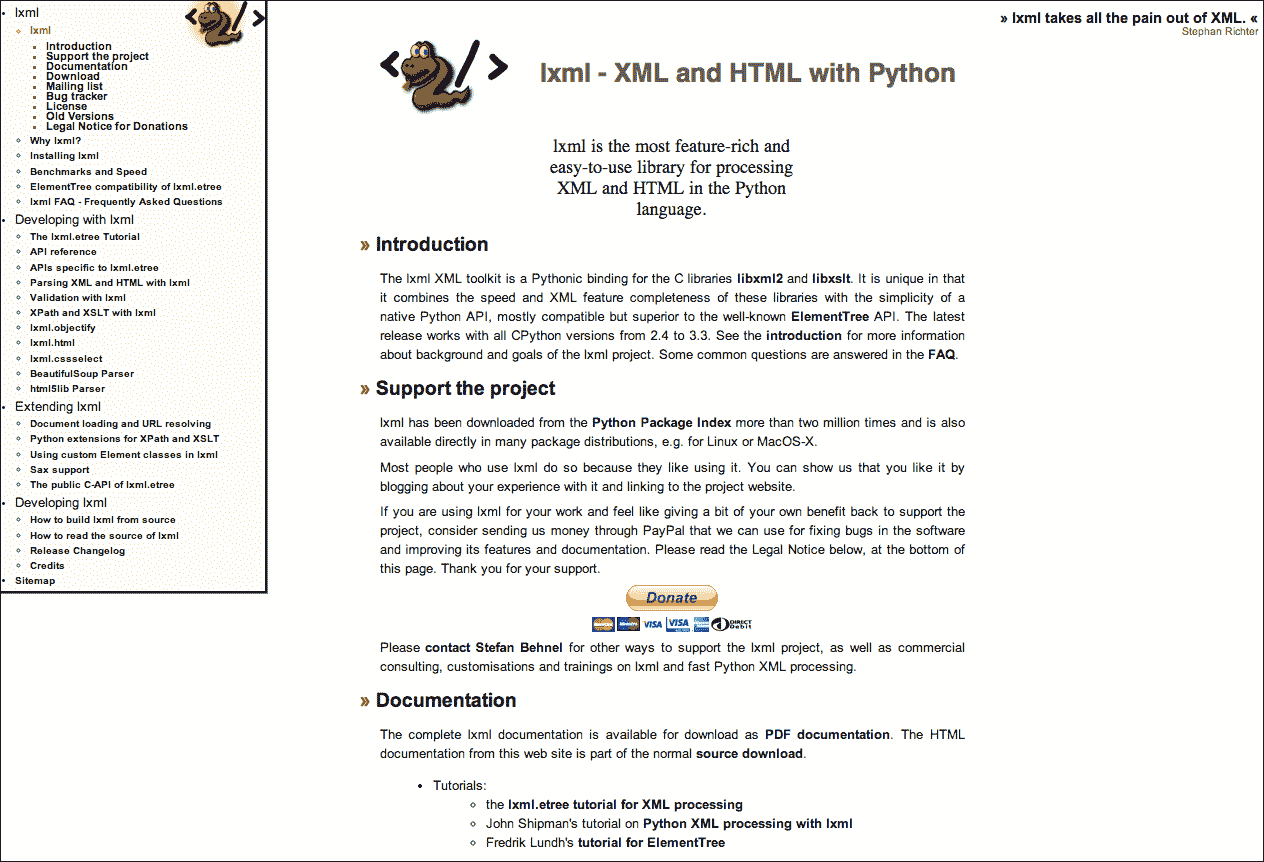 lxml
lxml
Introduction
Support the project
Documentation
Download
Mailing list
Bug tracker
License
Old Versions
Legal Notice for Donations
Why lxml?
Installing lxml
Benchmarks and Speed
ElementTree compatibility of lxml.etree
lxml FAQ - Frequently Asked Questions
Developing with lxml
The lxml.etree Tutorial
API reference
APIs specific to lxml.etree
Parsing XML and HTML with lxml
Validation with lxml
XPath and XSLT with lxml
lxml.objectify
lxml.html
lxml.cssselect
BeautifulSoup Parser
html5lib Parser
Extending lxml
Document loading and URL resolving
Python extensions for XPath and XSLT
Using custom Element classes in lxml
Sax support
The public C-API of lxml.etree
Developing lxml
How to build lxml from source
How to read the source of lxml
Release Changelog
Credits
Sitemap
» lxml takes all the pain out of XML. «
Stephan Richter
lxml - XML and HTML with Python
lxml is the most feature-rich and
easy-to-use library for processing
XML and HTML in the Python
language.
» Introduction
The lxml XML toolkit is a Pythonic binding for the C libraries libxml2 and libxslt. It is unique in that
it combines the speed and XML feature completeness of these libraries with the simplicity of a
native Python API, mostly compatible but superior to the well-known ElementTree API. The latest
release works with all CPython versions from 2.4 to 3.3. See the introduction for more information
about background and goals of the lxml project. Some common questions are answered in the FAQ.
» Support the project
lxml has been downloaded from the Python Package Index more than two million times and is also
available directly in many package distributions, e.g. for Linux or MacOS-X.
Most people who use lxml do so because they like using it. You can show us that you like it by
blogging about your experience with it and linking to the project website.
If you are using lxml for your work and feel like giving a bit of your own benefit back to support the
project, consider sending us money through PayPal that we can use for fixing bugs in the software
and improving its features and documentation. Please read the Legal Notice below, at the bottom of
this page. Thank you for your support.
Donate
VISA VISA DIRECT Debit
Please contact Stefan Behnel for other ways to support the lxml project, as well as commercial
consulting, customisations and trainings on lxml and fast Python XML processing.
» Documentation
The complete lxml documentation is available for download as PDF documentation. The HTML
documentation from this web site is part of the normal source download.
Tutorials:
the lxml.etree tutorial for XML processing
John Shipman's tutorial on Python XML processing with lxml
Fredrik Lundh's tutorial for ElementTree